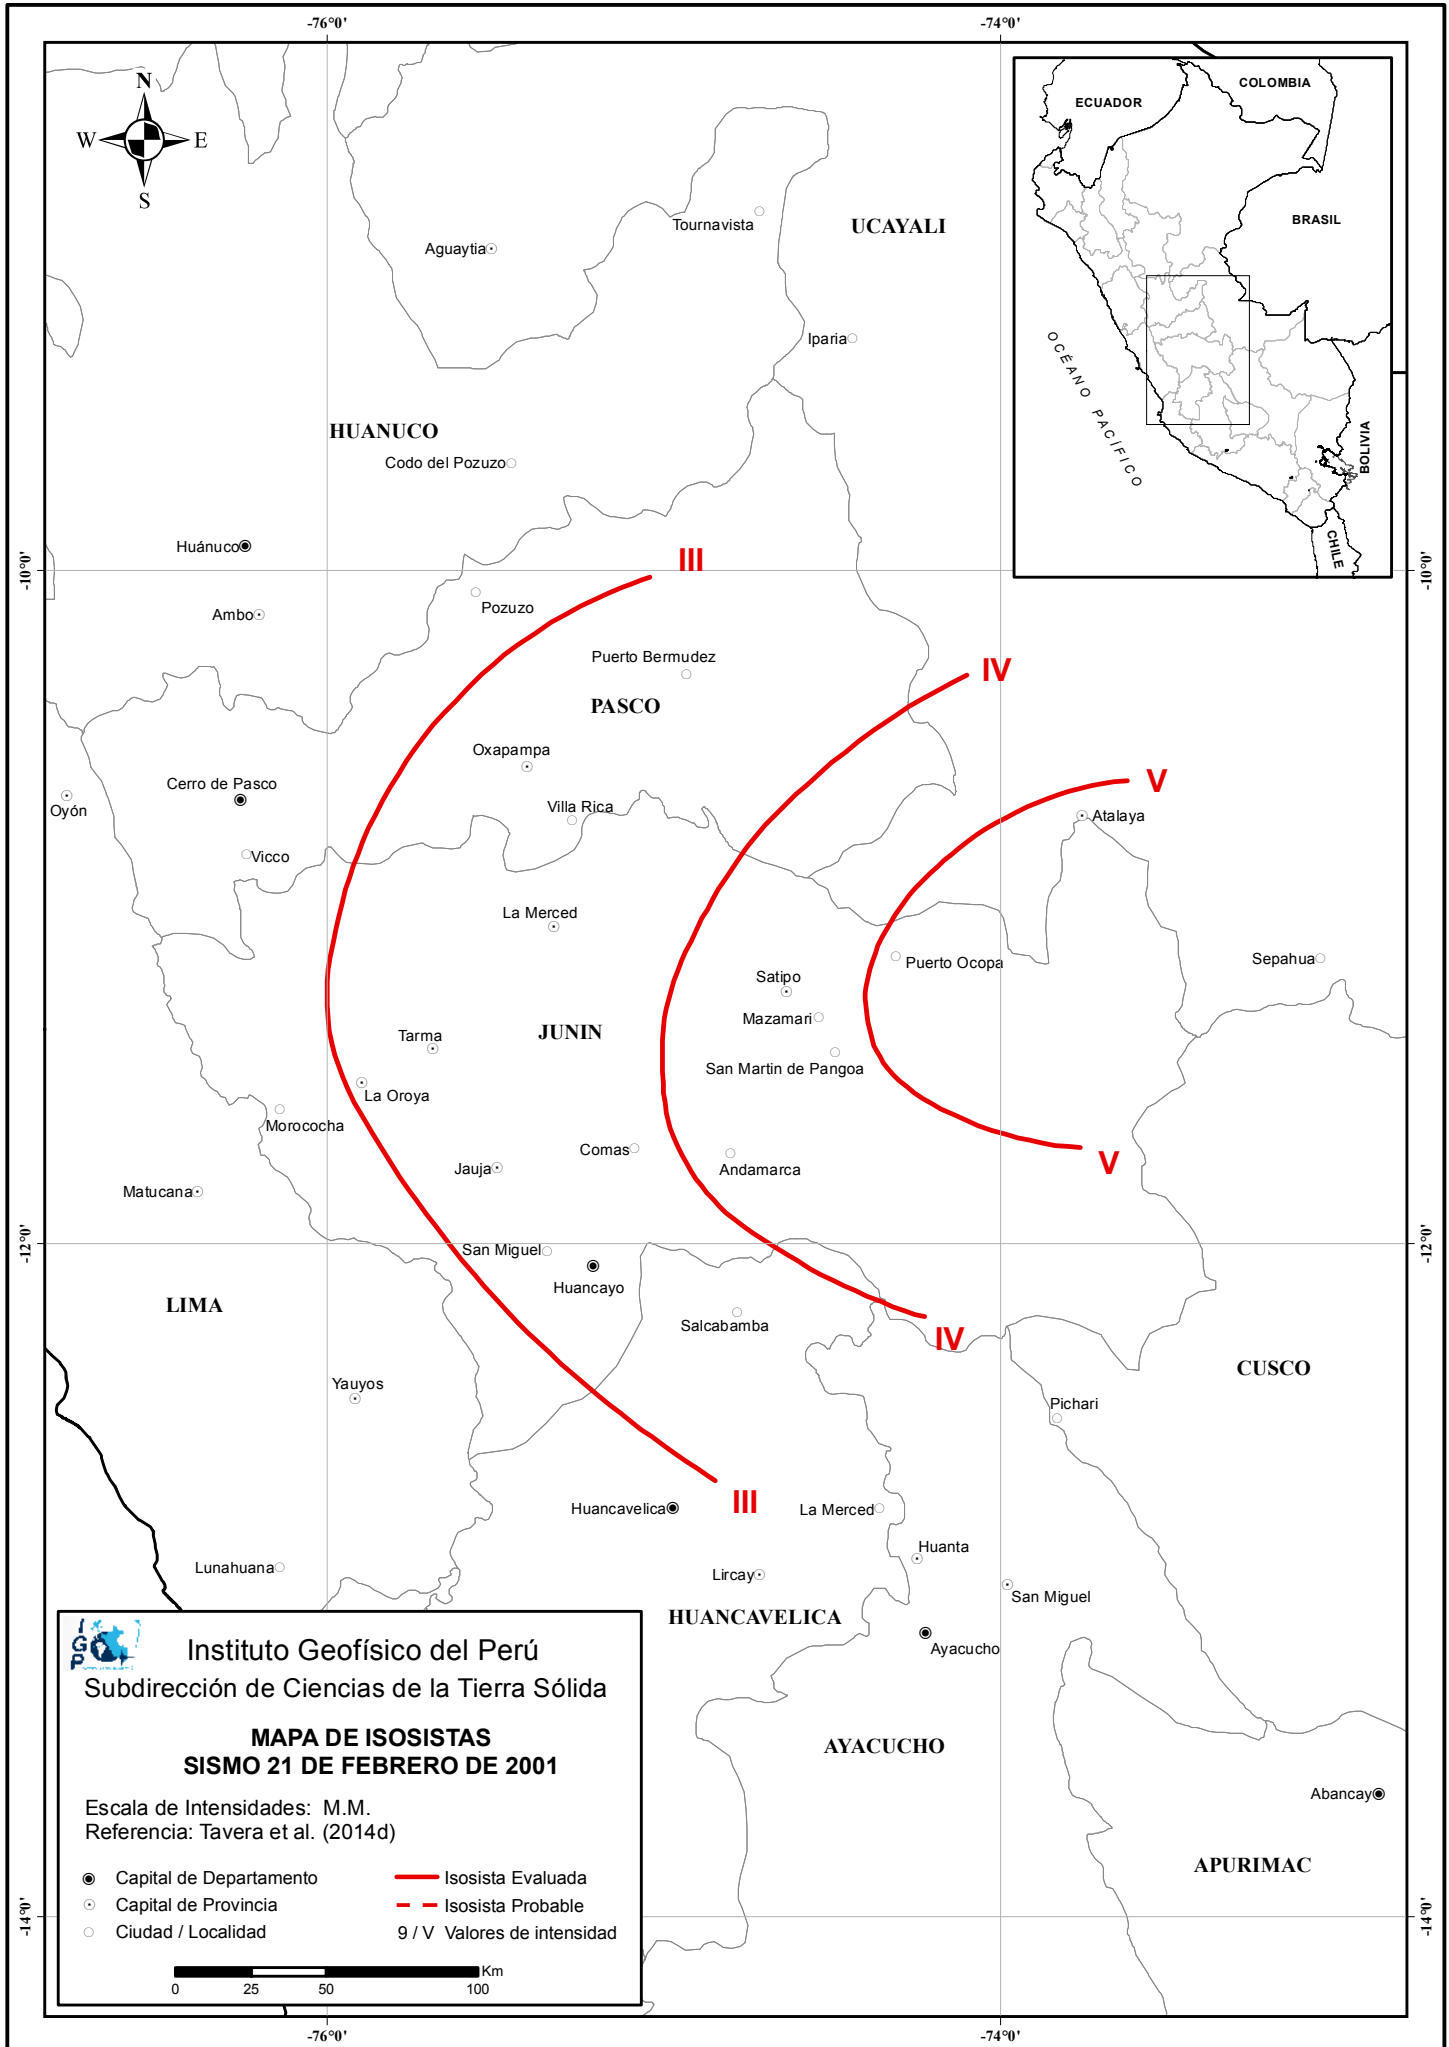 -76°0'
-74°0'
N
W
E
S
ECUADOR
COLOMBIA
BRASIL
OCÉANO PACÍFICO
BOLIVIA
CHILE
Tournavista
UCAYALI
Aguaytia
Iparia
HUANUCO
Codo del Pozuzo
Huánuco
III
-10°0'
-10°0'
Pozuzo
Ambo
Puerto Bermudez
IV
PASCO
Oxapampa
Cerro de Pasco
V
Oyón
Villa Rica
Atalaya
Vicco
La Merced
Puerto Ocopa
Sepahua
Satipo
Mazamari
JUNIN
Tarma
San Martin de Pangoa
La Oroya
Morococha
Comas
Jauja
Andamarca
V
Matucana
-12°0'
-12°0'
San Miguel
Huancayo
LIMA
Salcabamba
IV
CUSCO
Yauyos
Pichari
III
Huancavelica
La Merced
Huanta
Lunahuana
Lircay
San Miguel
HUANCAVELICA
Ayacucho
AYACUCHO
Abancay
APURIMAC
IGP
Instituto Geofísico del Perú
Subdirección de Ciencias de la Tierra Sólida
MAPA DE ISOSISTAS
SISMO 21 DE FEBRERO DE 2001
Escala de Intensidades: M.M.
Referencia: Tavera et al. (2014d)
Capital de Departamento
Isosista Evaluada
Capital de Provincia
Isosista Probable
Ciudad / Localidad
9 / V Valores de intensidad
Km
0 25 50 100
-14°0'
-14°0'
-76°0'
-74°0'